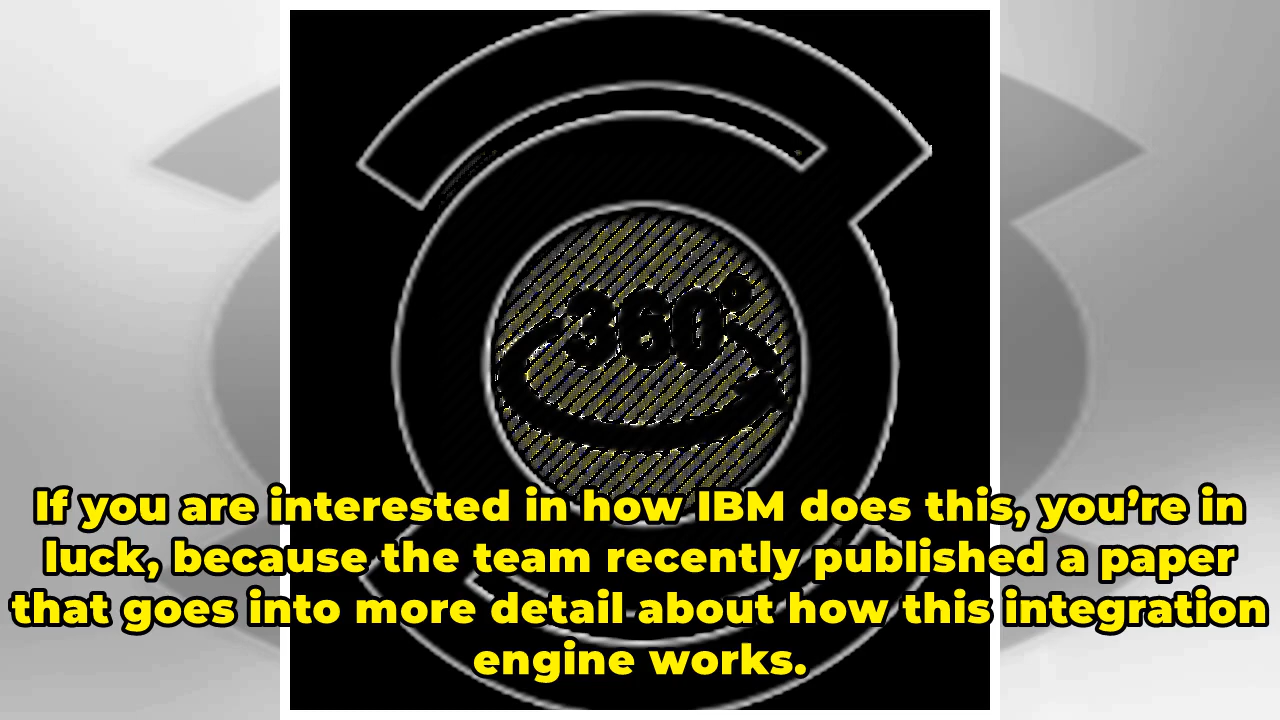 360°
If you are interested in how IBM does this, you’re in
luck, because the team recently published a paper
that goes into more detail about how this integration
engine works.